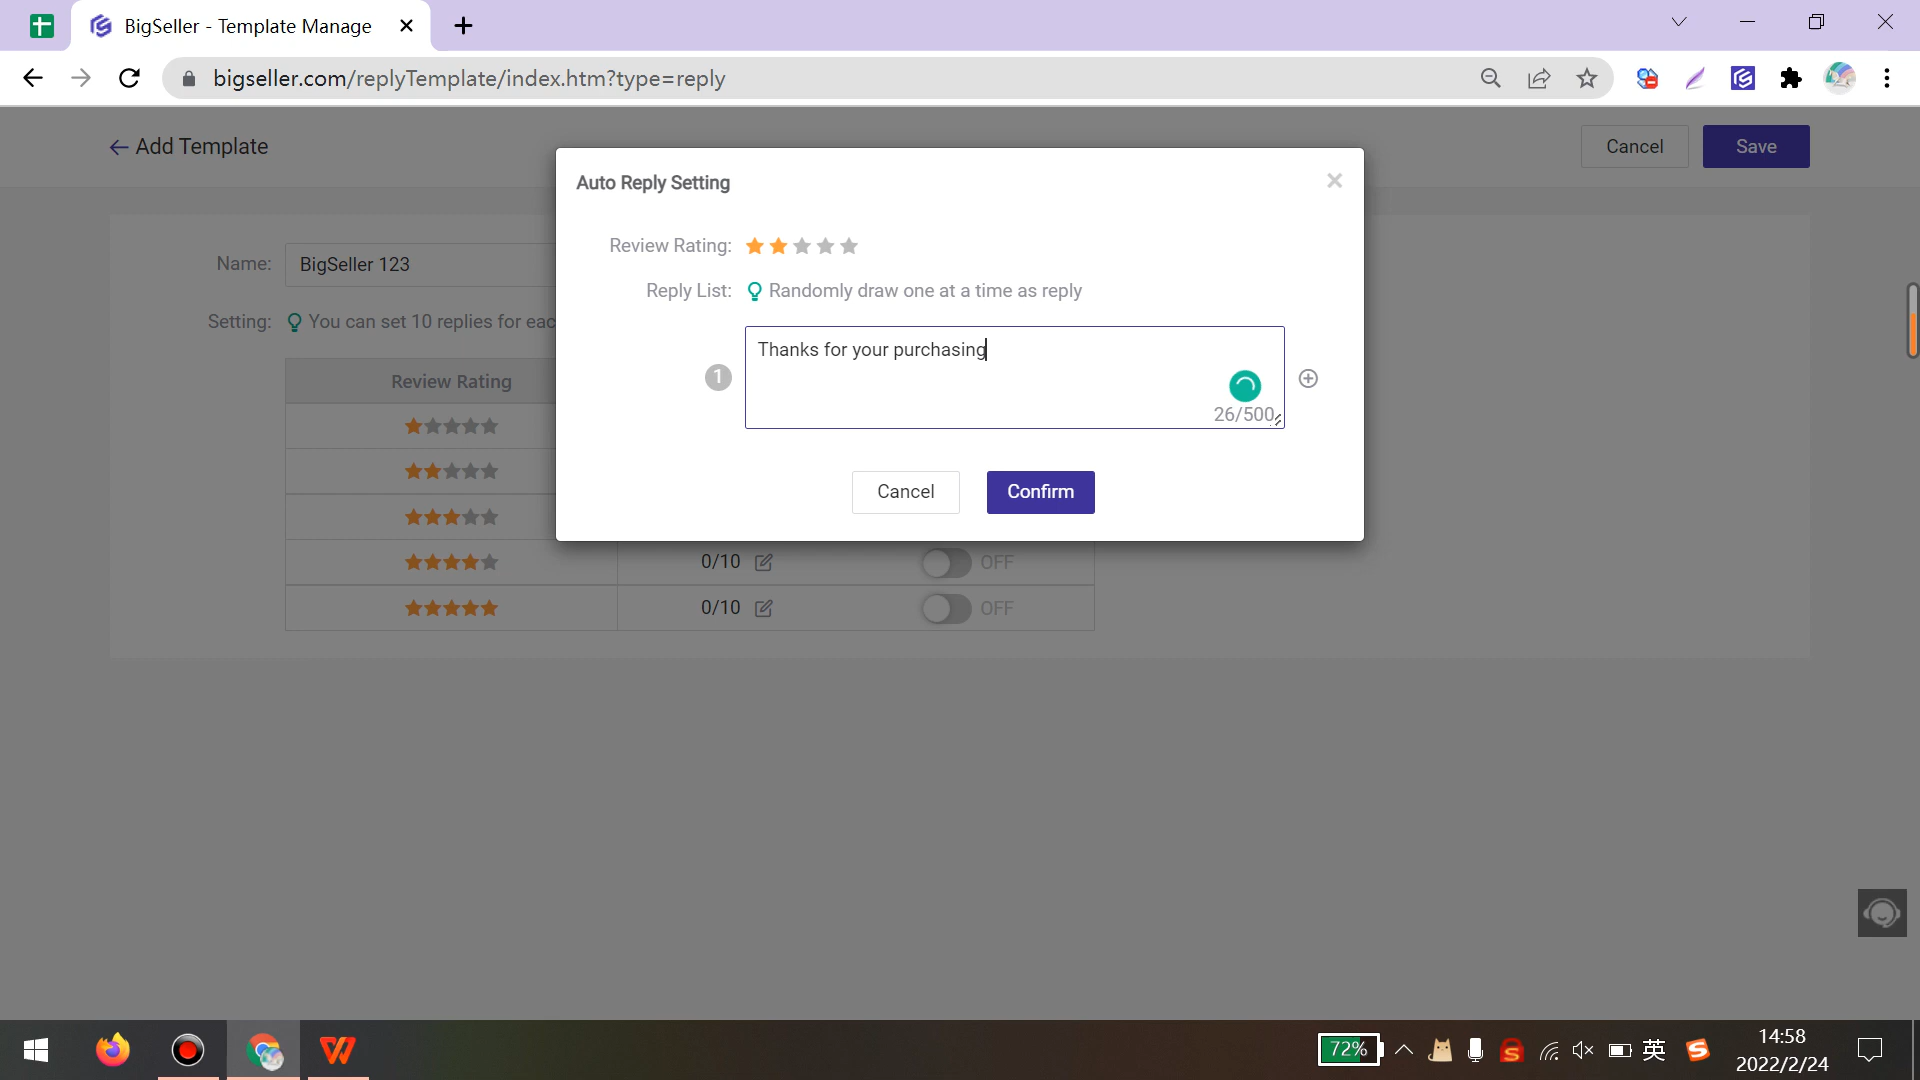 BigSeller - Template Manage
bigseller.com/replyTemplate/index.htm?type=reply
Add Template
Cancel
Save
Auto Reply Setting
Review Rating:
Name:
BigSeller 123
Reply List:
Randomly draw one at a time as reply
Setting:
You can set 10 replies for eac
1
Thanks for your purchasing
Review Rating
26/500
Cancel
Confirm
0/10
OFF
0/10
OFF
72%
英
14:58
2022/2/24